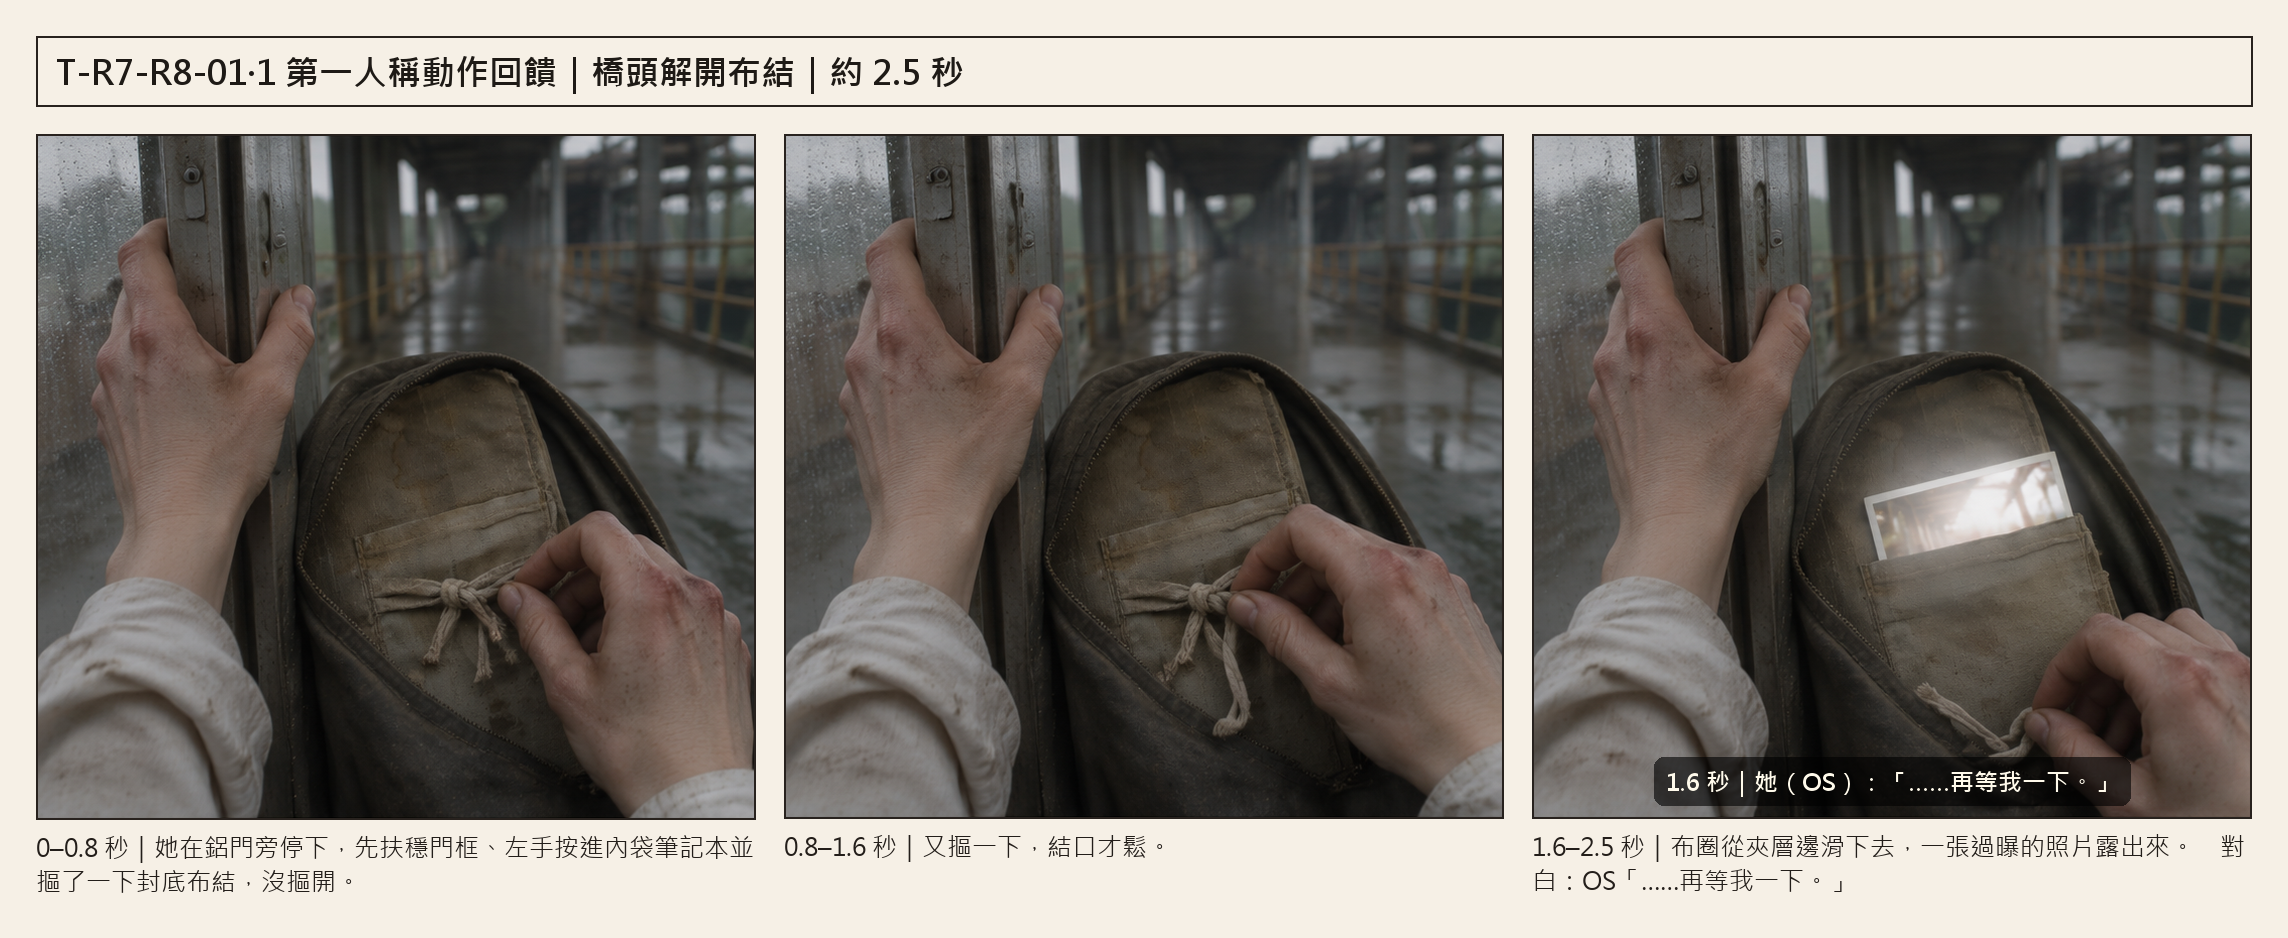 T-R7-R8-01·1 第一人稱動作回饋｜橋頭解開布結｜約 2.5 秒
1.6 秒｜她（OS）：「……再等我一下。」
0–0.8 秒｜她在鋁門旁停下，先扶穩門框、左手按進內袋筆記本並
摳了一下封底布結，沒摳開。
0.8–1.6 秒｜又摳一下，結口才鬆。
1.6–2.5 秒｜布圈從夾層邊滑下去，一張過曝的照片露出來。　對
白：OS「……再等我一下。」